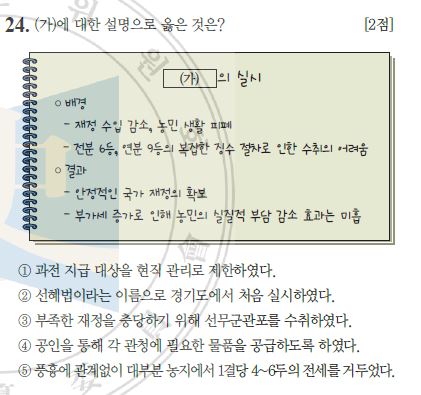 24. (가)에 대한 설명으로 옳은 것은? [2점]
(가) 의 실시
○ 배경
- 재정 수입 감소, 농민 생활 피폐
- 전분 6등, 연분 9등의 복잡한 징수 절차로 인한 수취의 어려움
○ 결과
- 안정적인 국가 재정의 확보
- 부가세 증가로 인해 농민의 실질적 부담 감소 효과는 미흡
① 과전 지급 대상을 현직 관리로 제한하였다.
② 선혜법이라는 이름으로 경기도에서 처음 실시하였다.
③ 부족한 재정을 충당하기 위해 선무군관포를 수취하였다.
④ 공인을 통해 각 관청에 필요한 물품을 공급하도록 하였다.
⑤ 풍흉에 관계없이 대부분 농지에서 1결당 4~6두의 전세를 거두었다.